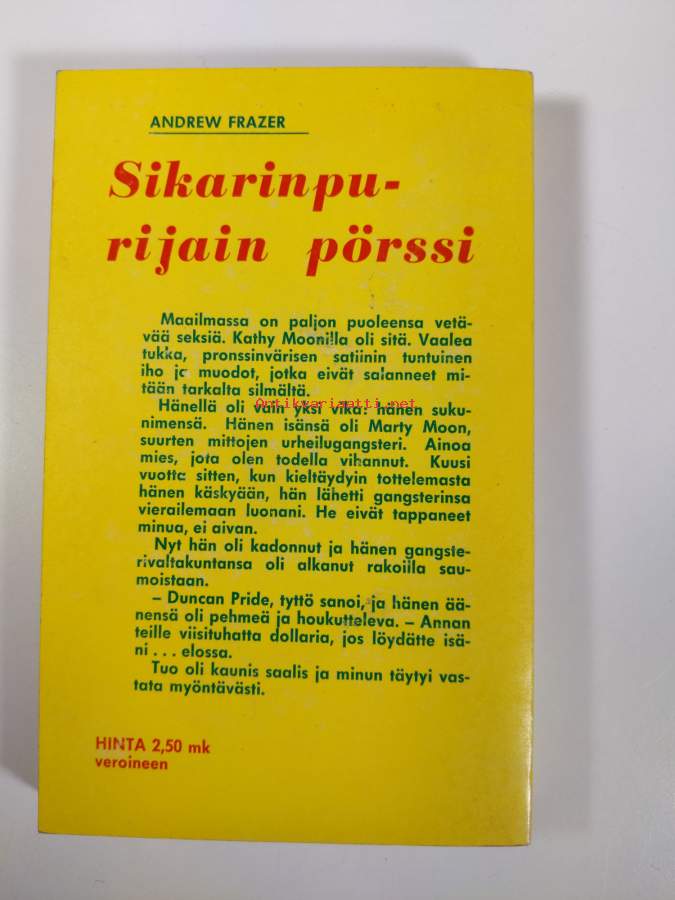 ANDREW FRAZER
Sikarinpu-
rijain pörssi
Maailmassa on paljon puoleensa vetä-
vää seksiä. Kathy Moonilla oli sitä. Vaalea
tukka, pronssinvärisen satiinin tuntuinen
iho ja muodot, jotka eivät salanneet mi-
tään tarkalta silmältä.
Antikvariaatti.net
Hänellä oli vain yksi vika: hänen suku-
nimensä. Hänen isänsä oli Marty Moon,
suurten mittojen urheilugangsteri. Ainoa
mies, jota olen todella vihannut. Kuusi
vuotta sitten, kun kieltäydyin tottelemasta
hänen käskyään, hän lähetti gangsterinsa
vierailemaan luonani. He eivät tappaneet
minua, ei aivan.
Nyt hän oli kadonnut ja hänen gangste-
rivaltakuntansa oli alkanut rakoilla sau-
moistaan.
– Duncan Pride, tyttö sanoi, ja hänen ää-
nensä oli pehmeä ja houkutteleva. – Annan
teille viisituhatta dollaria, jos löydätte isä-
ni . . . elossa.
Tuo oli kaunis saalis ja minun täytyi vas-
tata myöntävästi.
HINTA 2,50 mk
veroineen